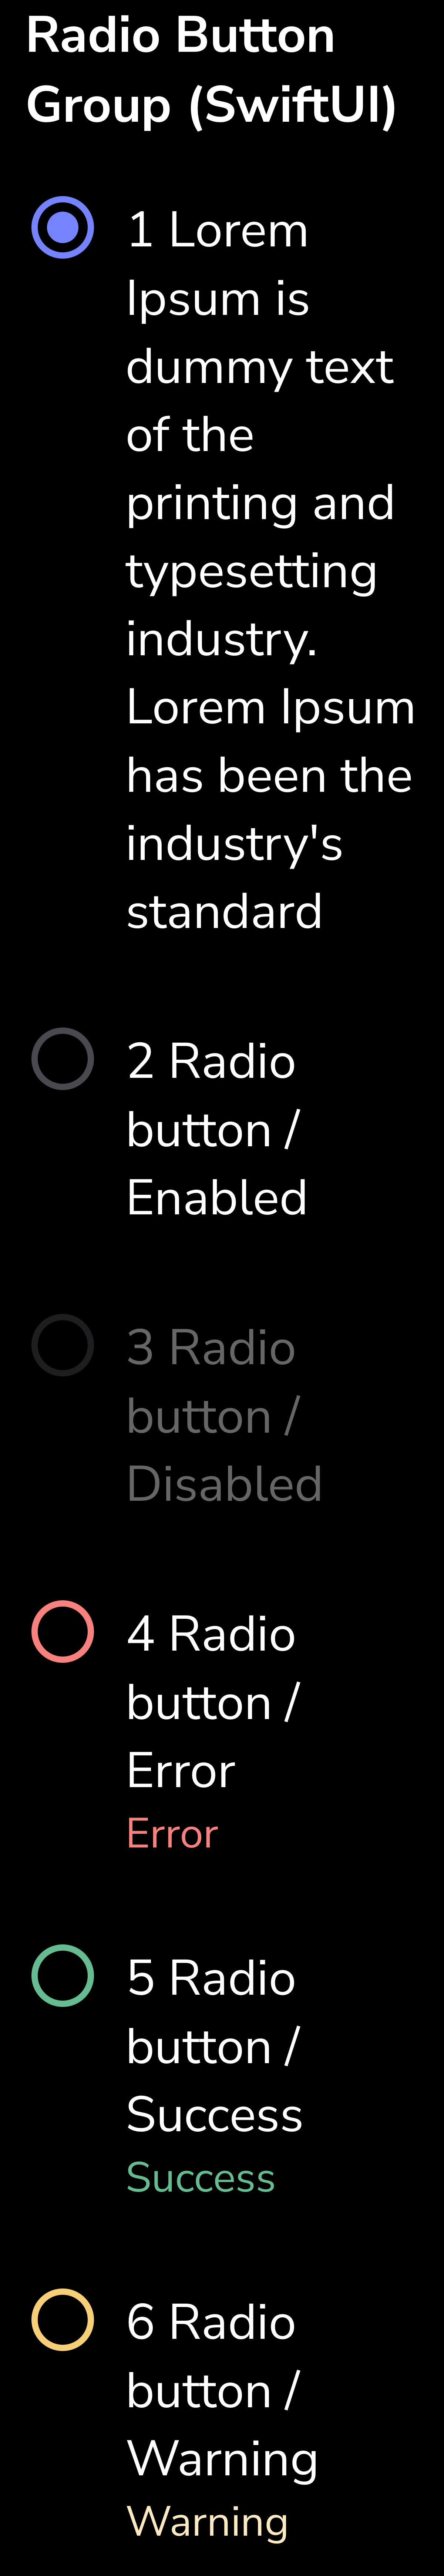 Radio Button
Group (SwiftUI)
1 Lorem
Ipsum is
dummy text
of the
printing and
typesetting
industry.
Lorem Ipsum
has been the
industry's
standard
2 Radio
button /
Enabled
3 Radio
button /
Disabled
4 Radio
button /
Error
Error
5 Radio
button /
Success
Success
6 Radio
button /
Warning
Warning